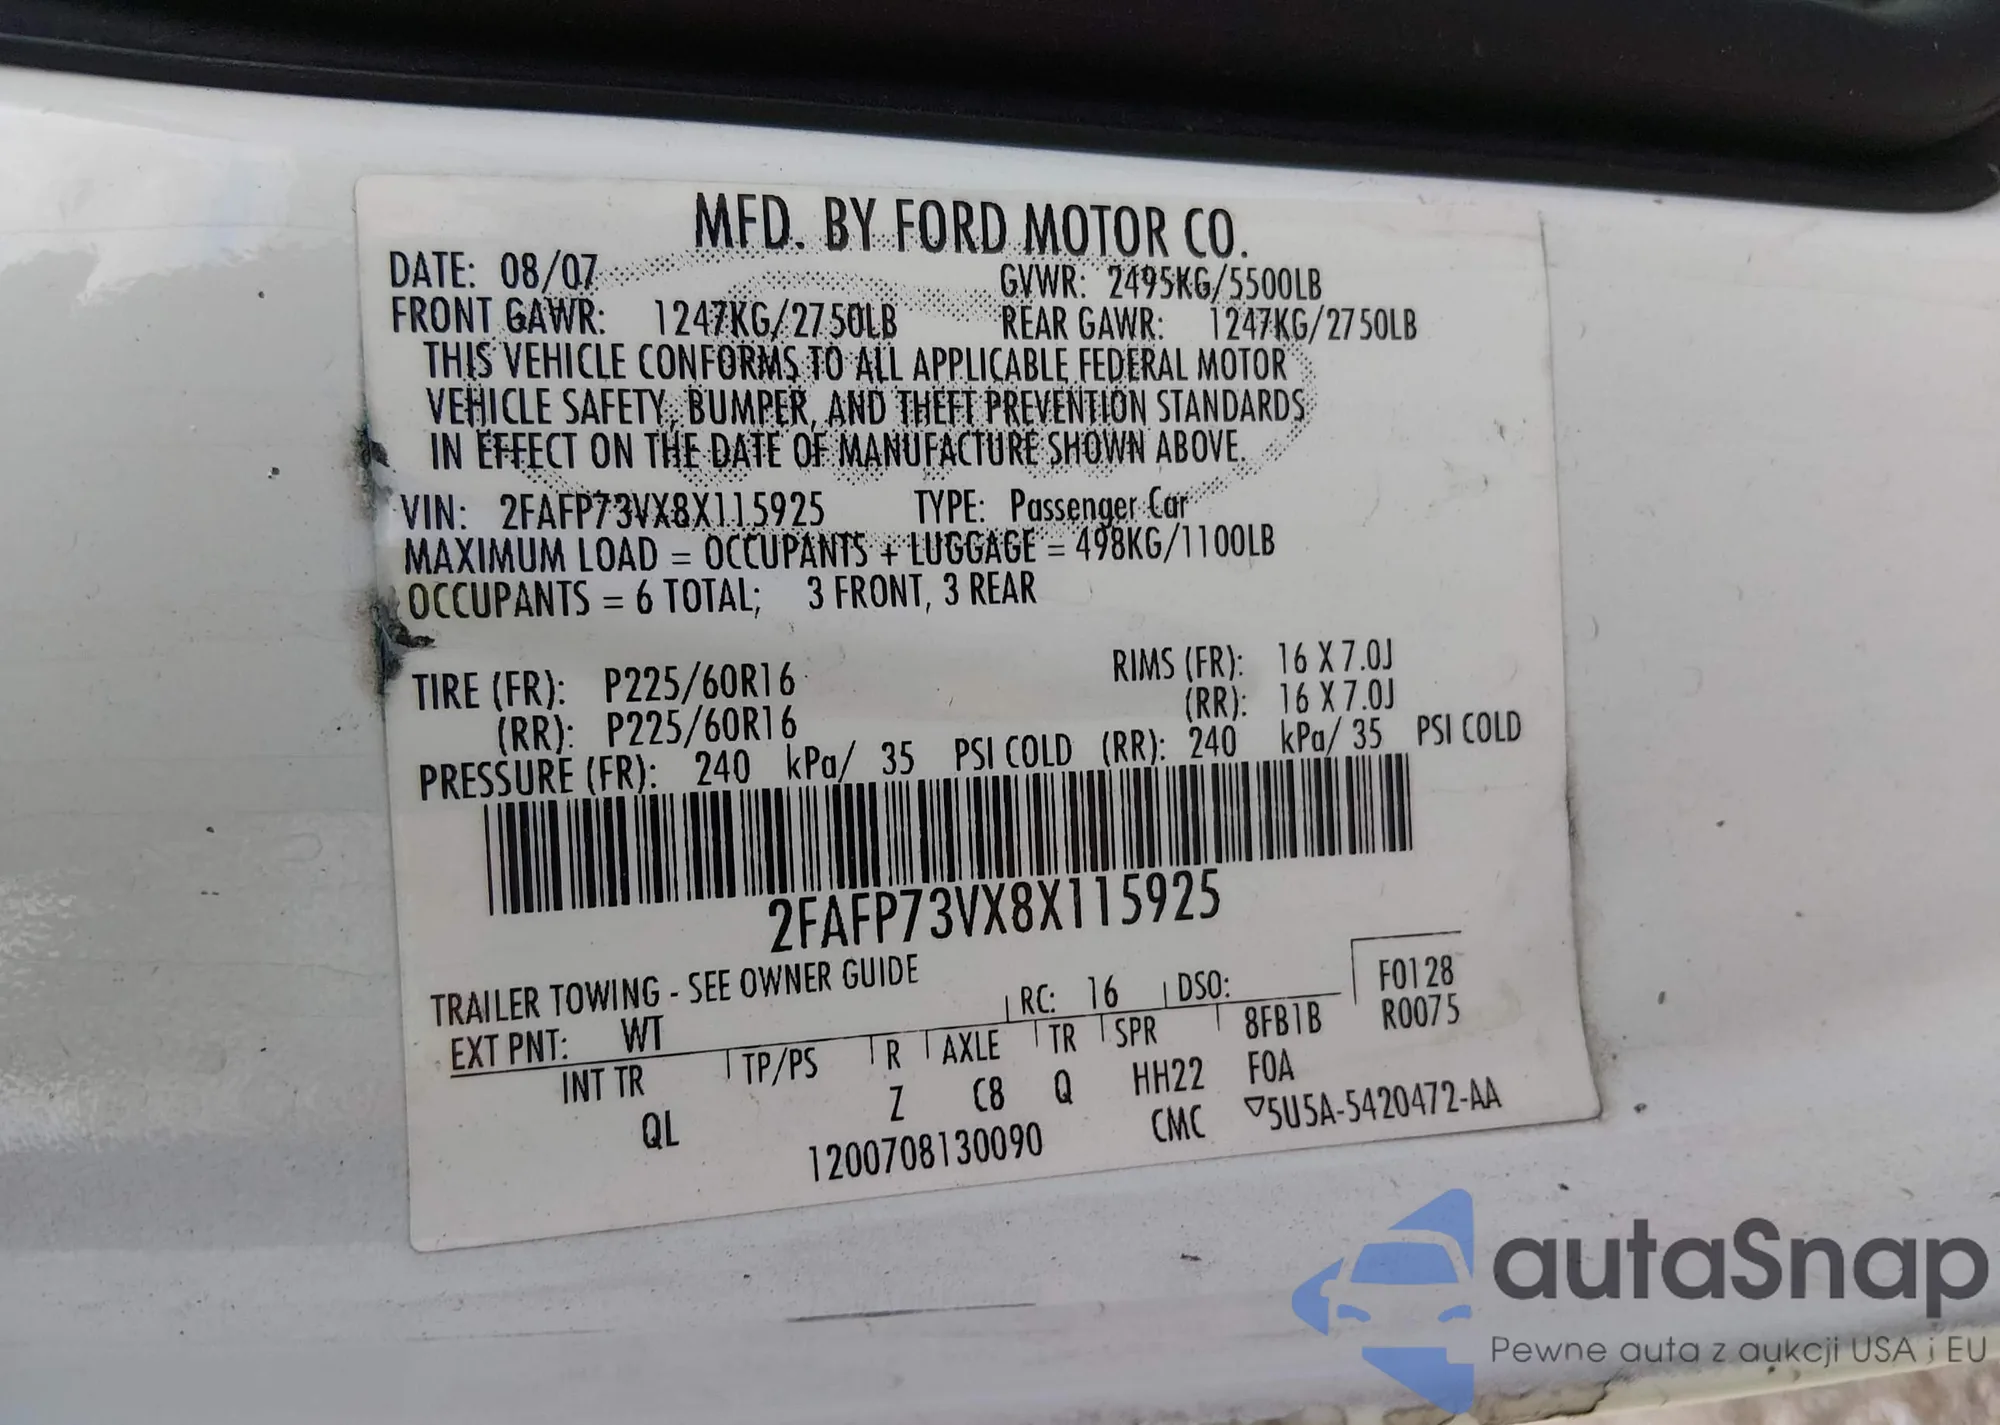 MFD. BY FORD MOTOR CO.
DATE: 08/07 GVWR: 2495KG/5500LB
FRONT GAWR: 1247KG/2750LB REAR GAWR: 1247KG/2750LB
THIS VEHICLE CONFORMS TO ALL APPLICABLE FEDERAL MOTOR
VEHICLE SAFETY, BUMPER, AND THEFT PREVENTION STANDARDS
IN EFFECT ON THE DATE OF MANUFACTURE SHOWN ABOVE.
VIN: 2FAFP73VX8X115925 TYPE: Passenger Car
MAXIMUM LOAD = OCCUPANTS + LUGGAGE = 498KG/1100LB
OCCUPANTS = 6 TOTAL; 3 FRONT, 3 REAR
TIRE (FR): P225/60R16 RIMS (FR): 16 X 7.0J
(RR): P225/60R16 (RR): 16 X 7.0J
PRESSURE (FR): 240 kPa/ 35 PSI COLD (RR): 240 kPa/ 35 PSI COLD
2FAFP73VX8X115925
TRAILER TOWING - SEE OWNER GUIDE
EXT PNT: WT RC: 16 DSO: F0128
INT TR TP/PS R AXLE TR SPR 8FB1B R0075
QL Z C8 Q HH22 F0A
1200708130090 CMC ▽5U5A-5420472-AA
autaSnap
Pewne auta z aukcji USA i EU